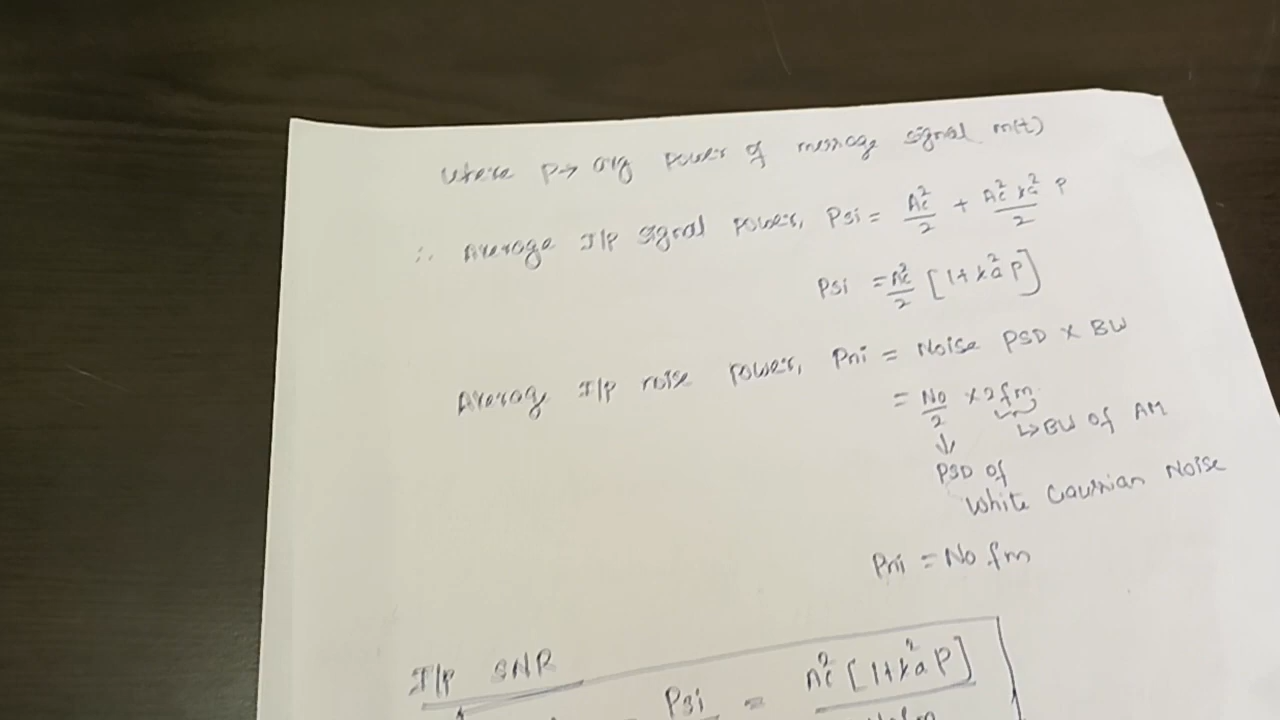 where P → avg power of message signal m(t)
∴ Average I/P signal power, Psi = Ac²/2 + Ac² ka²/2 P
Psi = Ac²/2 [1+ka² P]
Average I/P noise power, Pni = Noise PSD × BW
= No/2 × 2fm
↳ BW of AM
↓
PSD of
White Gaussian Noise
Pni = No fm
I/P SNR
Psi = Ac² [1+ka² P]